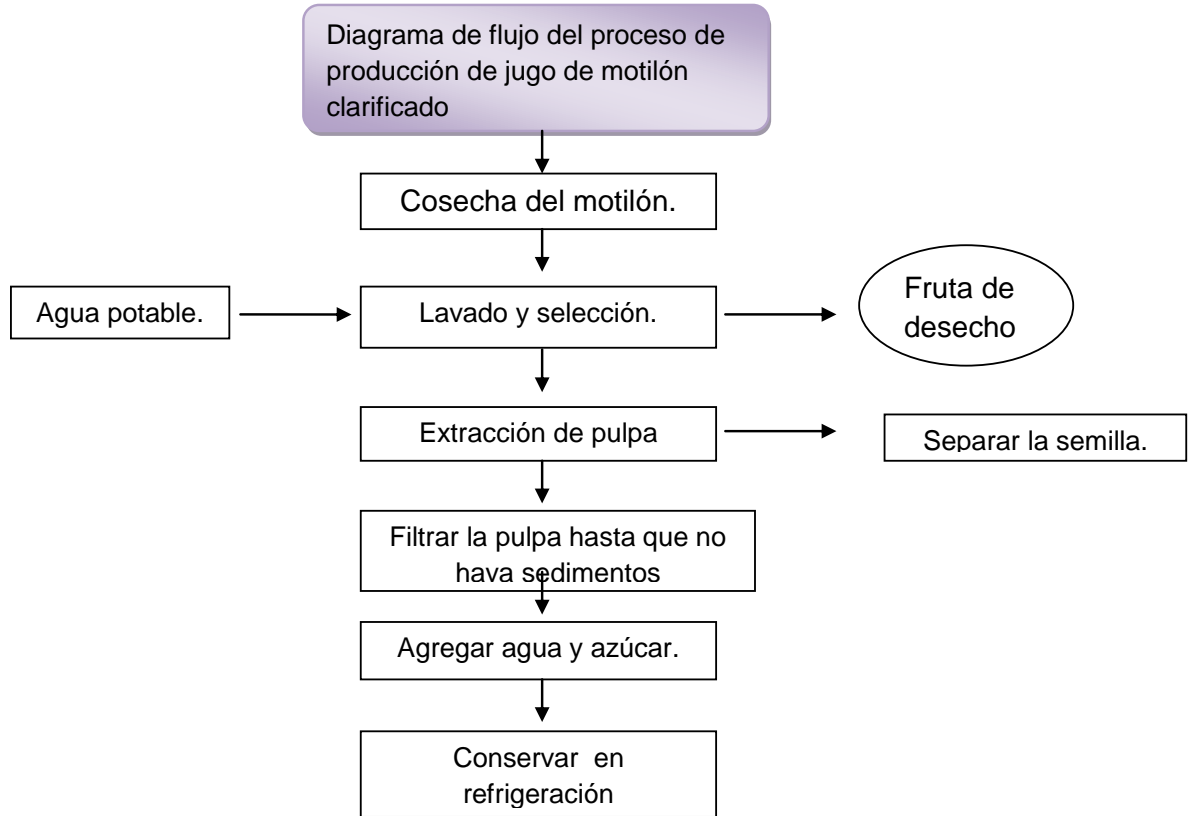 Diagrama de flujo del proceso de
producción de jugo de motilón
clarificado
Cosecha del motilón.
Agua potable.
Lavado y selección.
Fruta de
desecho
Extracción de pulpa
Separar la semilla.
Filtrar la pulpa hasta que no
haya sedimentos
Agregar agua y azúcar.
Conservar en
refrigeración